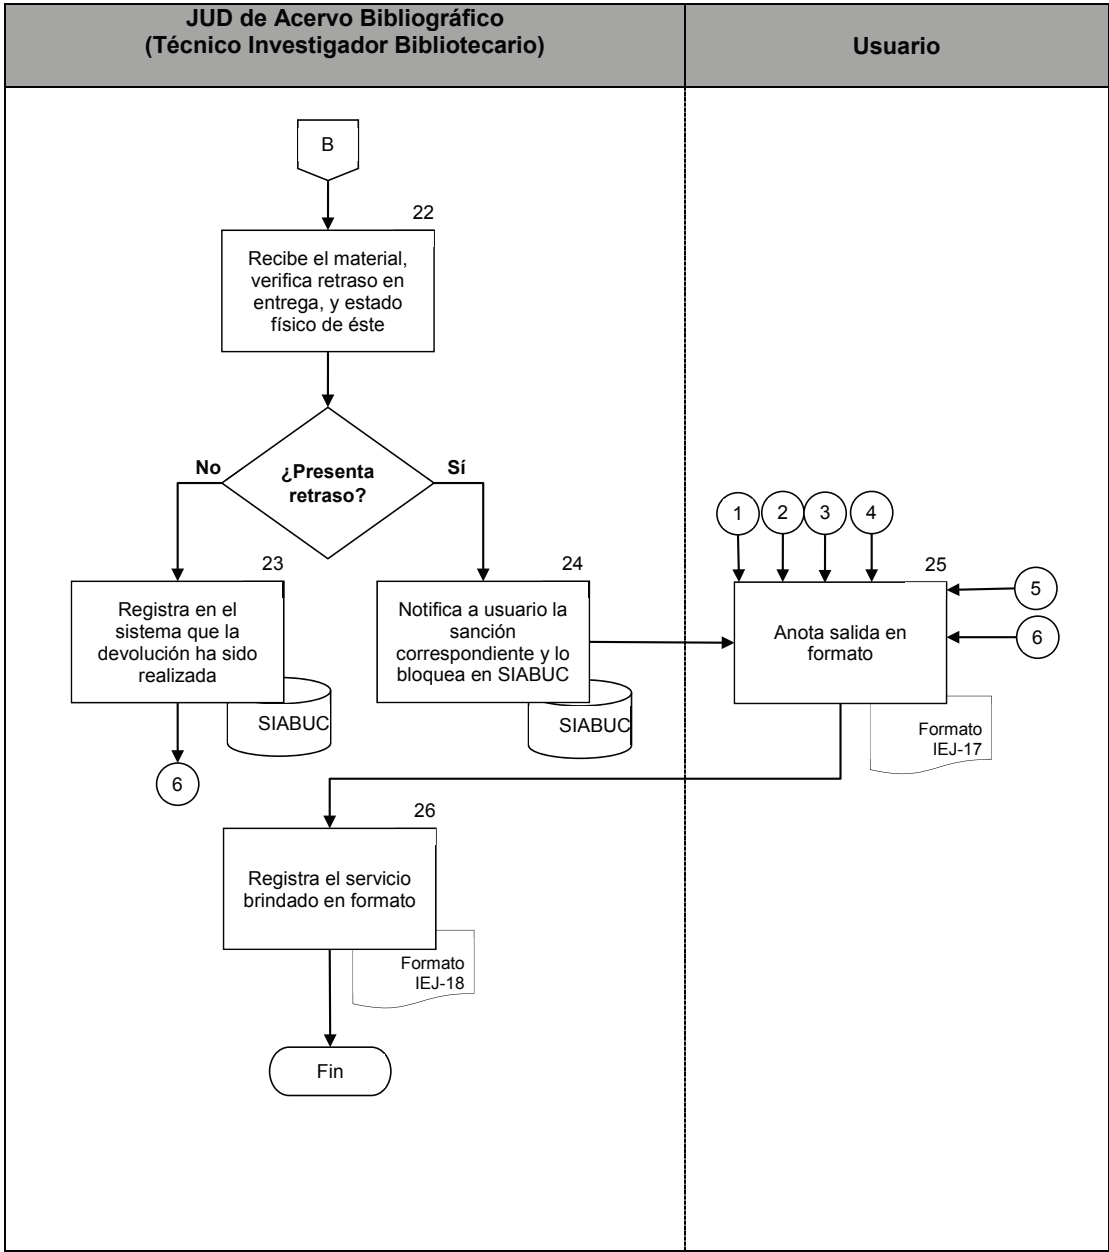 JUD de Acervo Bibliográfico
(Técnico Investigador Bibliotecario)
Usuario
B
22
Recibe el material,
verifica retraso en
entrega, y estado
físico de éste
No
¿Presenta
retraso?
Sí
1
2
3
4
23
Registra en el
sistema que la
devolución ha sido
realizada
SIABUC
24
Notifica a usuario la
sanción
correspondiente y lo
bloquea en SIABUC
SIABUC
25
Anota salida en
formato
5
6
Formato
IEJ-17
6
26
Registra el servicio
brindado en formato
Formato
IEJ-18
Fin